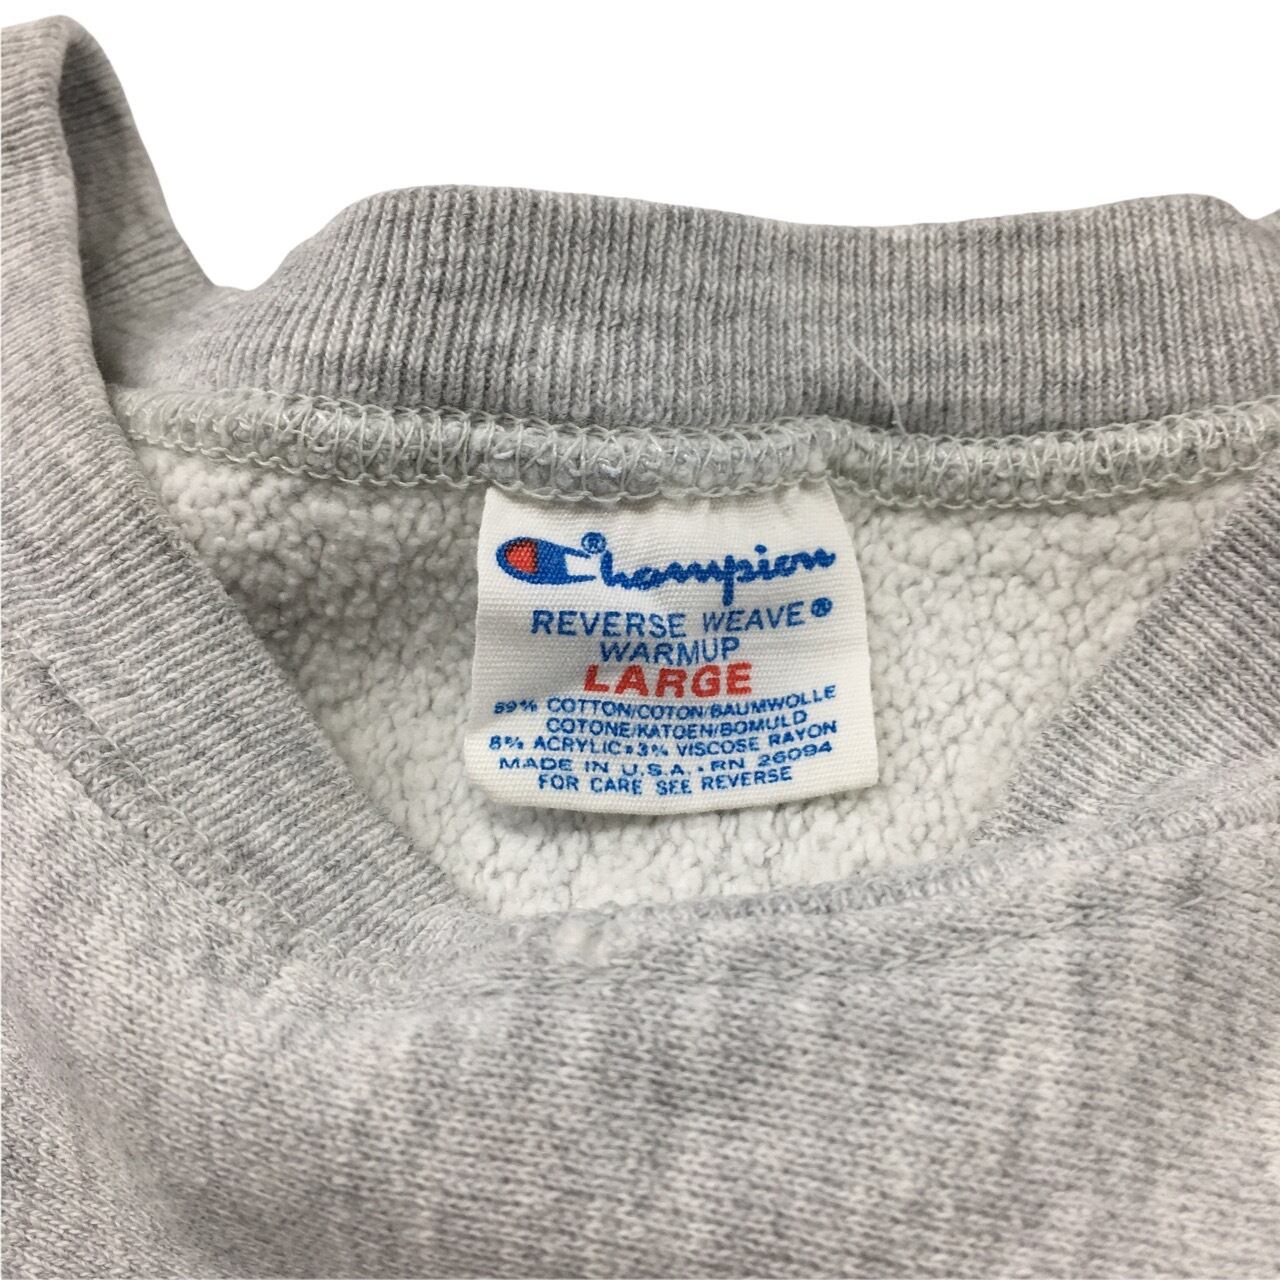 Champion®
REVERSE WEAVE®
WARMUP
LARGE
89% COTTON/COTON/BAUMWOLLE
COTONE/KATOEN/BOMULD
8% ACRYLIC • 3% VISCOSE RAYON
MADE IN U.S.A. • RN 26094
FOR CARE SEE REVERSE